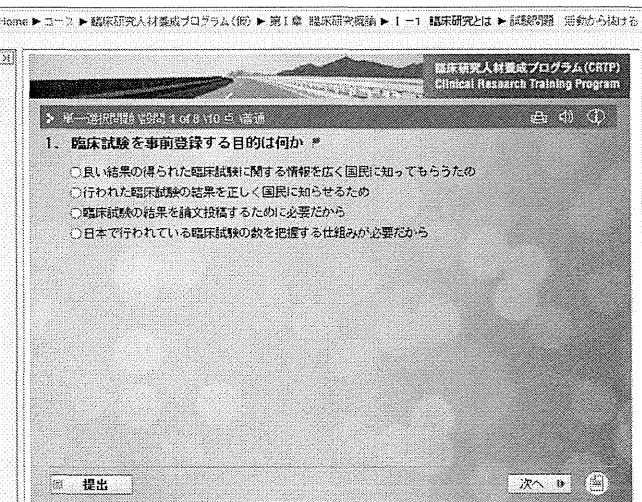 Home ▶ コース ▶ 臨床研究人材養成プログラム(仮) ▶ 第Ⅰ章 臨床研究概論 ▶ Ⅰ－1 臨床研究とは ▶ 試験問題 活動から抜ける
臨床研究人材養成プログラム(CRTP)
Clinical Research Training Program
単一選択問題 \設問 1 of 8 \10 点 \普通
1. 臨床試験を事前登録する目的は何か
良い結果の得られた臨床試験に関する情報を広く国民に知ってもらうため
行われた臨床試験の結果を正しく国民に知らせるため
臨床試験の結果を論文投稿するために必要だから
日本で行われている臨床試験の数を把握する仕組みが必要だから
提出
次へ